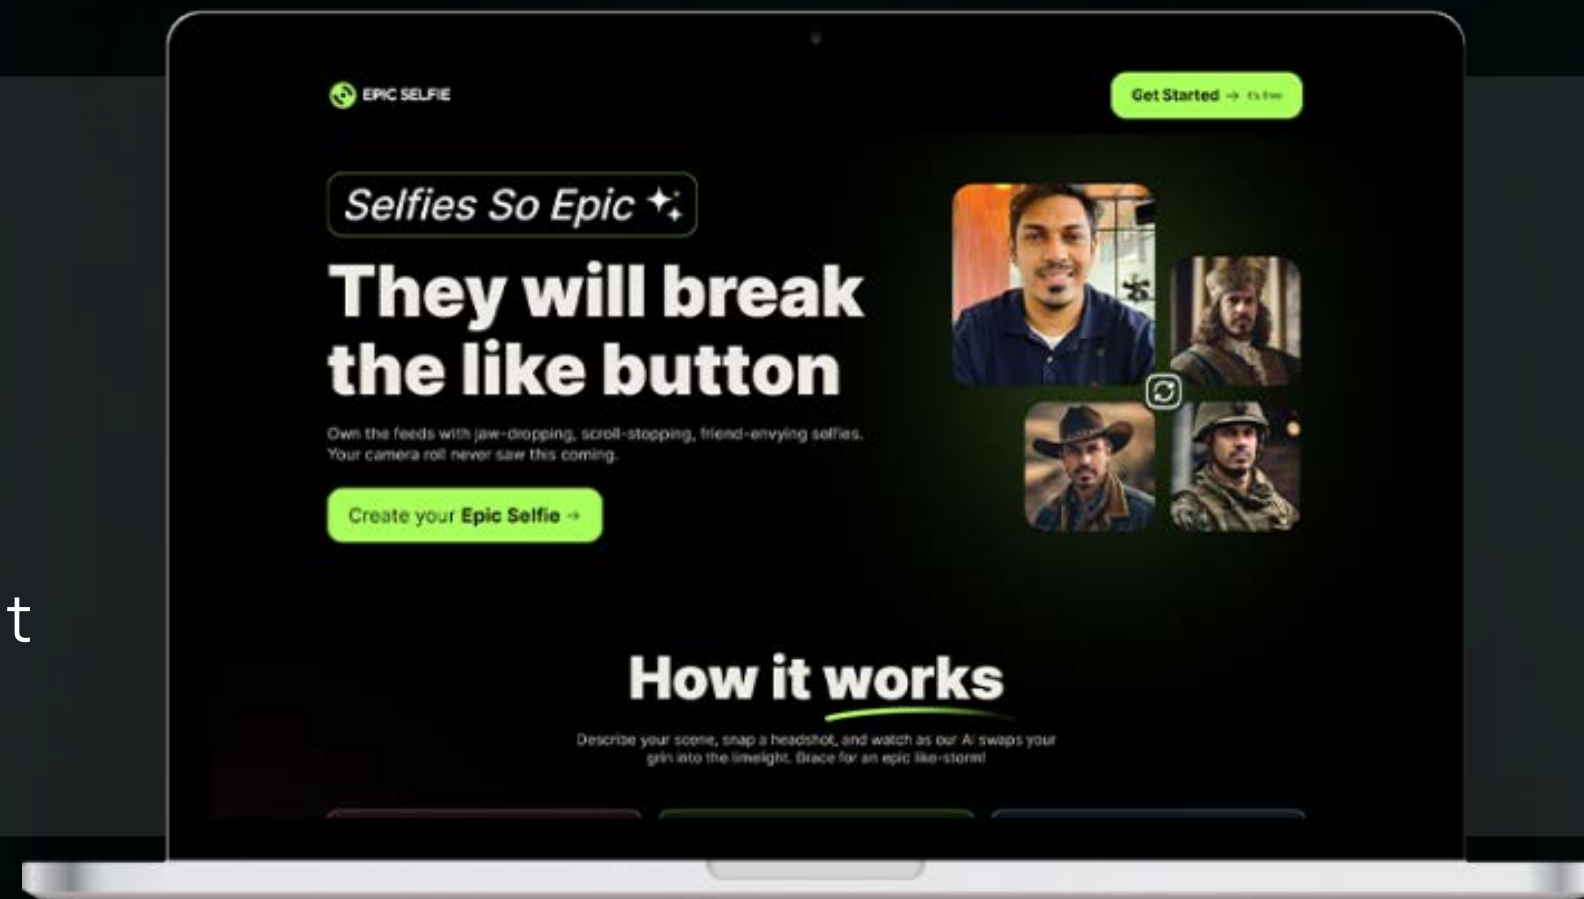 EPIC SELFIE
Get Started → It's free
Selfies So Epic
They will break
the like button
Own the feeds with jaw-dropping, scroll-stopping, friend-envying selfies.
Your camera roll never saw this coming.
Create your Epic Selfie →
t
How it works
Describe your scene, snap a headshot, and watch as our AI swaps your
grin into the limelight. Brace for an epic like-storm!